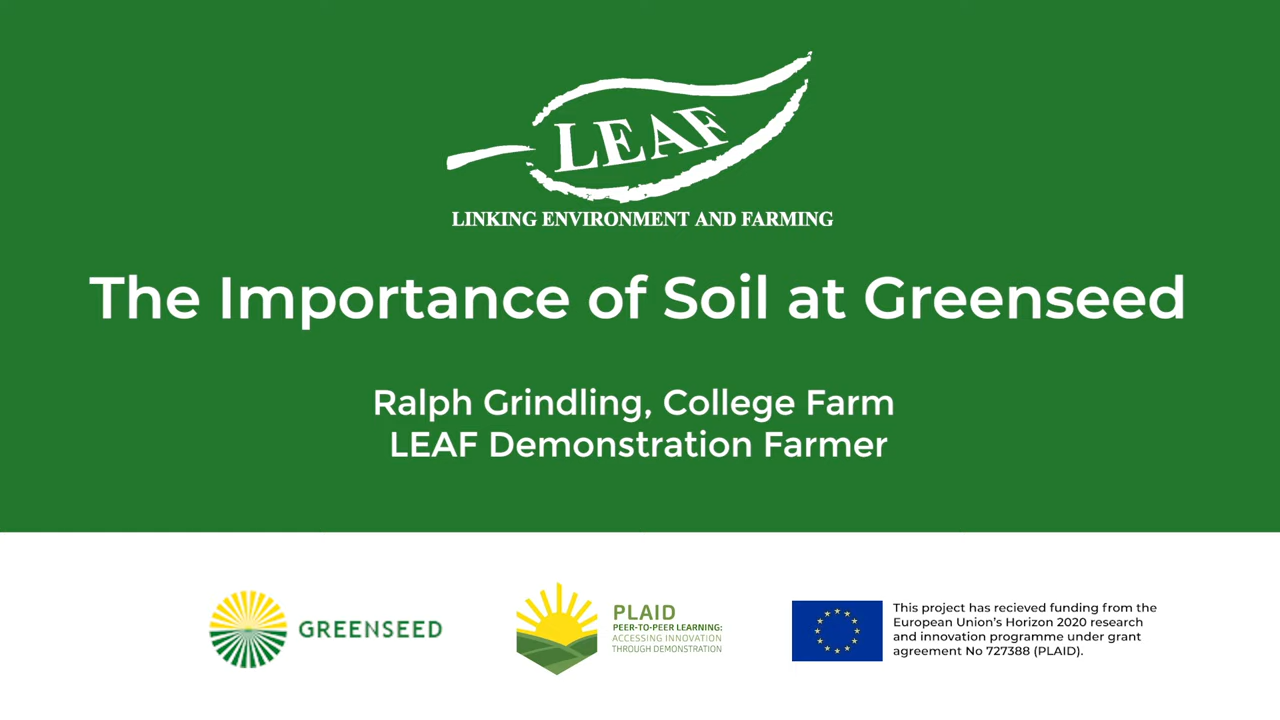 LEAF
LINKING ENVIRONMENT AND FARMING
The Importance of Soil at Greenseed
Ralph Grindling, College Farm
LEAF Demonstration Farmer
GREENSEED
PLAID
PEER-TO-PEER LEARNING:
ACCESSING INNOVATION
THROUGH DEMONSTRATION
This project has recieved funding from the
European Union's Horizon 2020 research
and innovation programme under grant
agreement No 727388 (PLAID).